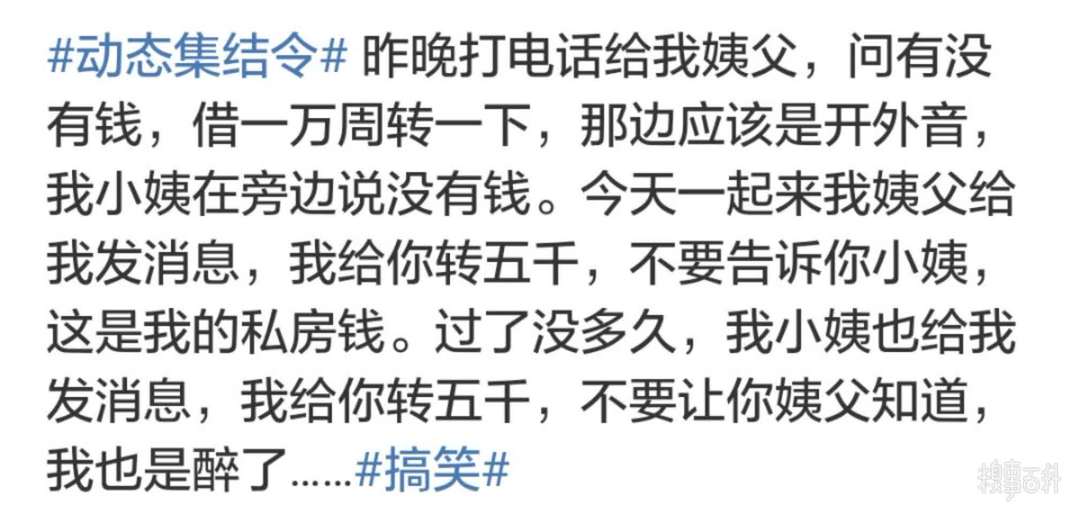 #动态集结令# 昨晚打电话给我姨父，问有没
有钱，借一万周转一下，那边应该是开外音，
我小姨在旁边说没有钱。今天一起来我姨父给
我发消息，我给你转五千，不要告诉你小姨，
这是我的私房钱。过了没多久，我小姨也给我
发消息，我给你转五千，不要让你姨父知道，
我也是醉了……#搞笑#
糗事百科